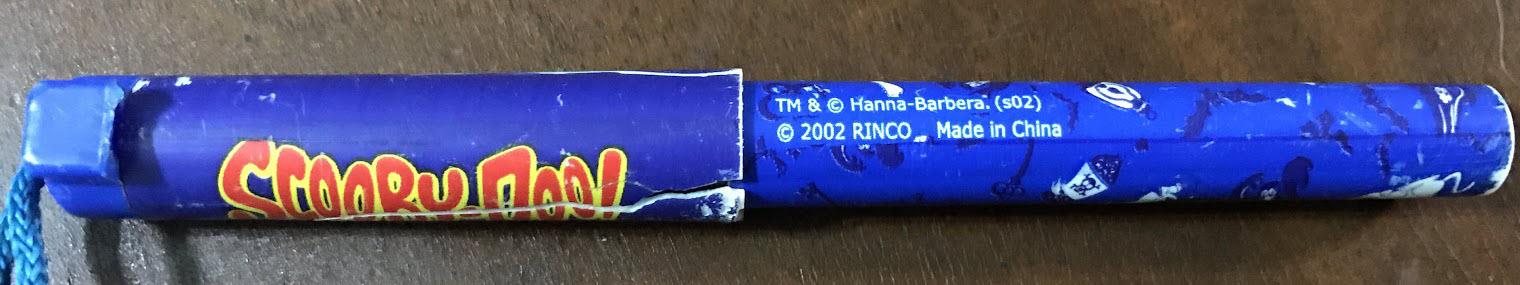 SCOOBY-DOO!
TM & © Hanna-Barbera. (s02)
© 2002 RINCO Made in China